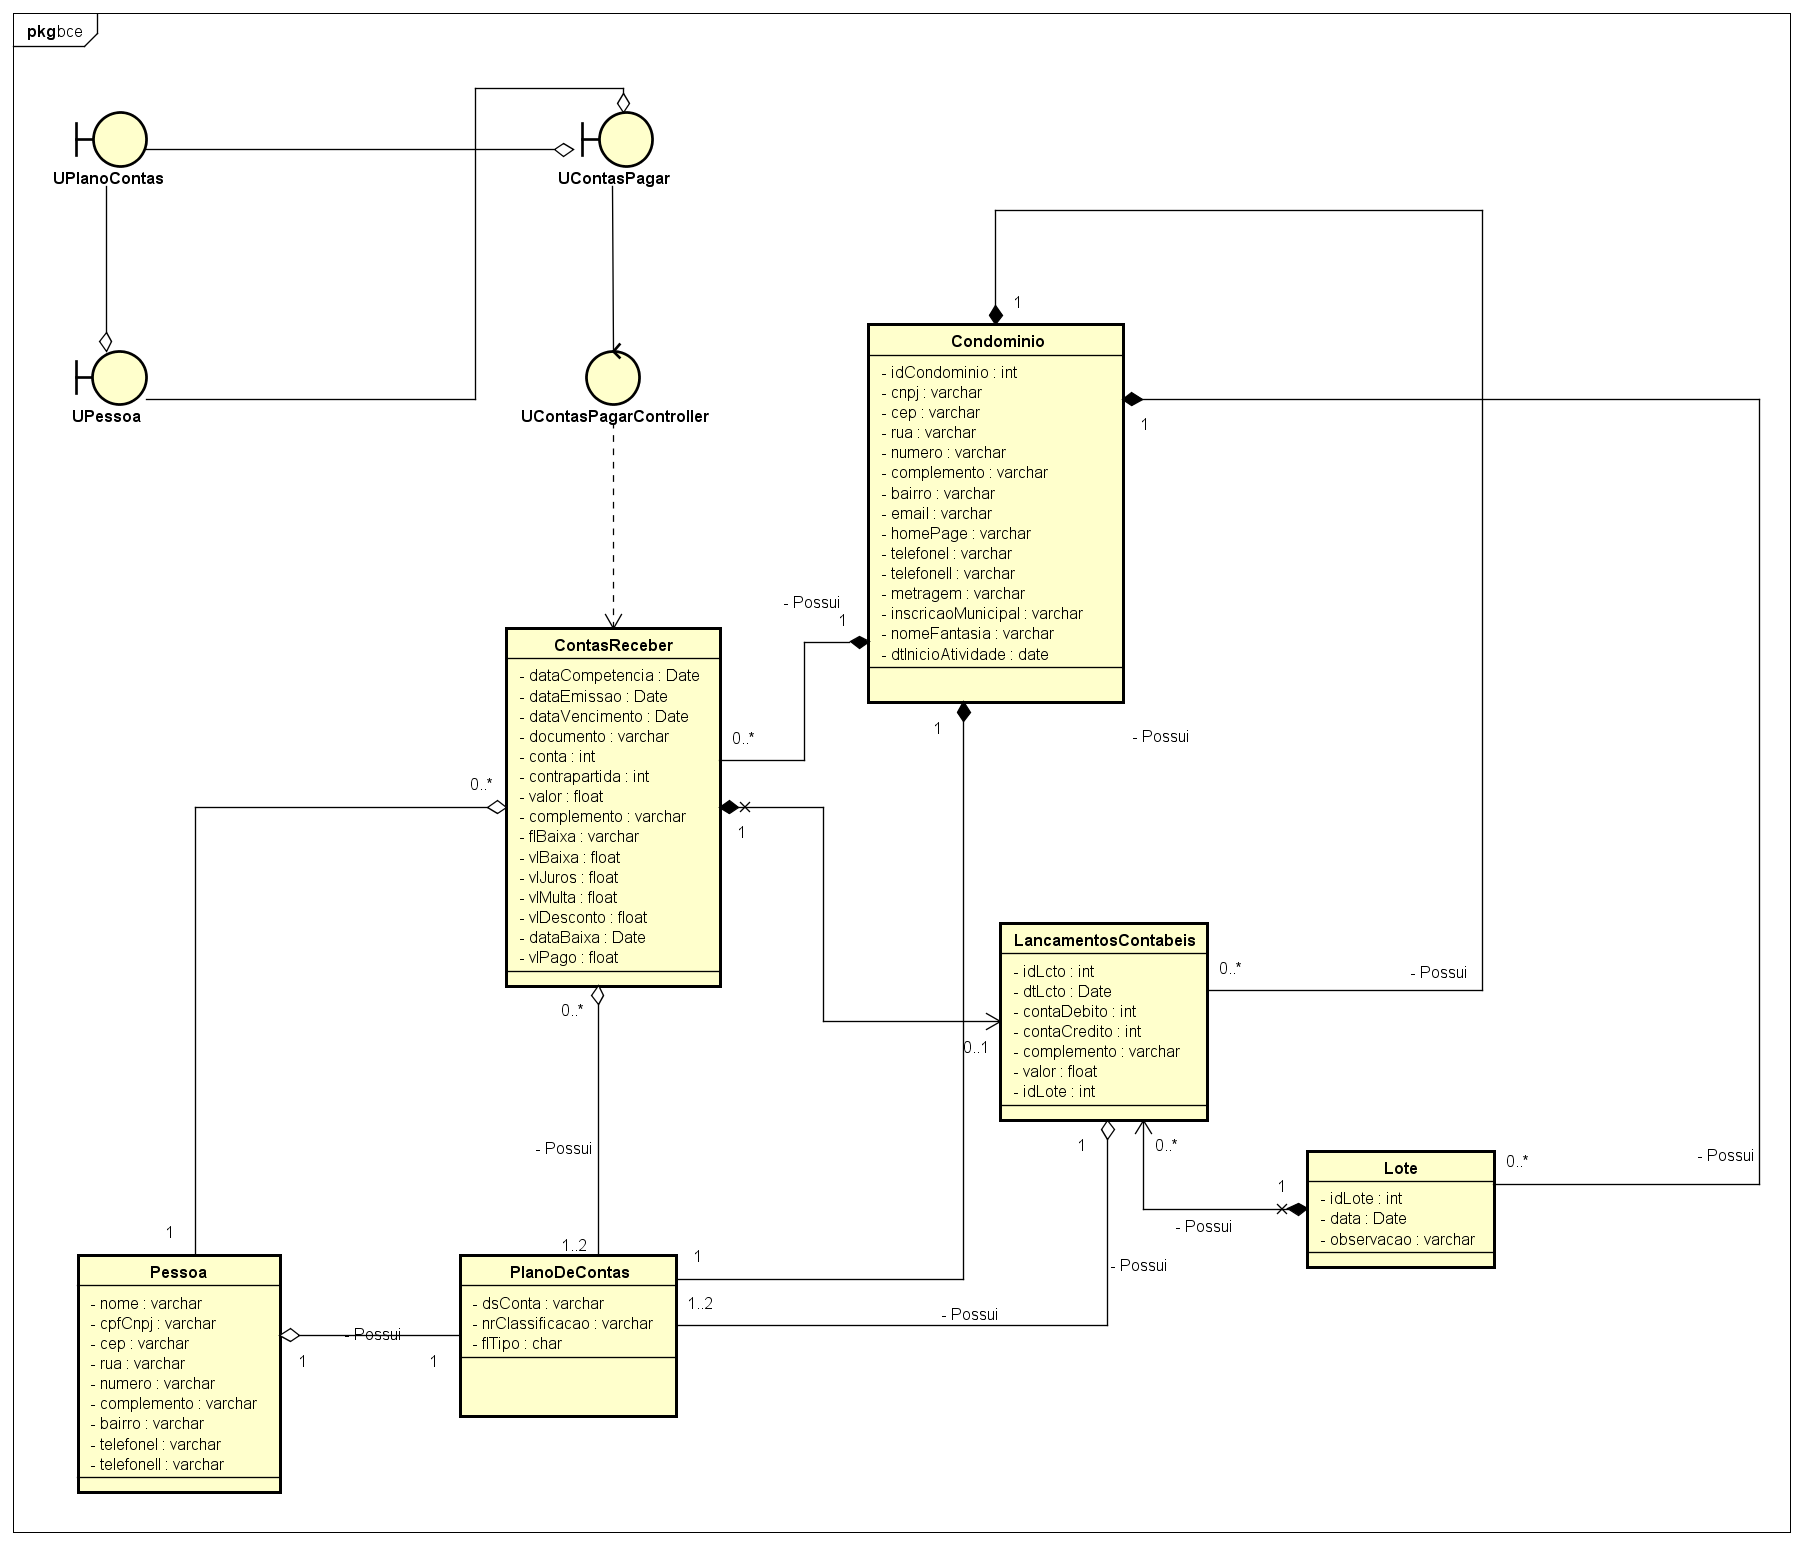 pkg bce
UPlanoContas
UContasPagar
UPessoa
UContasPagarController
1
Condominio
- idCondominio : int
- cnpj : varchar
- cep : varchar
- rua : varchar
- numero : varchar
- complemento : varchar
- bairro : varchar
- email : varchar
- homePage : varchar
- telefoneI : varchar
- telefoneII : varchar
- metragem : varchar
- inscricaoMunicipal : varchar
- nomeFantasia : varchar
- dtInicioAtividade : date
1
- Possui
1
1
- Possui
ContasReceber
- dataCompetencia : Date
- dataEmissao : Date
- dataVencimento : Date
- documento : varchar
- conta : int
- contrapartida : int
- valor : float
- complemento : varchar
- flBaixa : varchar
- vlBaixa : float
- vlJuros : float
- vlMulta : float
- vlDesconto : float
- dataBaixa : Date
- vlPago : float
0..*
0..*
1
0..*
LancamentosContabeis
- idLcto : int
- dtLcto : Date
- contaDebito : int
- contaCredito : int
- complemento : varchar
- valor : float
- idLote : int
0..*
- Possui
0..1
1
0..*
- Possui
1
Lote
- idLote : int
- data : Date
- observacao : varchar
0..*
- Possui
- Possui
- Possui
1
1..2
1
1..2
- Possui
Pessoa
- nome : varchar
- cpfCnpj : varchar
- cep : varchar
- rua : varchar
- numero : varchar
- complemento : varchar
- bairro : varchar
- telefoneI : varchar
- telefoneII : varchar
- Possui
1
1
PlanoDeContas
- dsConta : varchar
- nrClassificacao : varchar
- flTipo : char